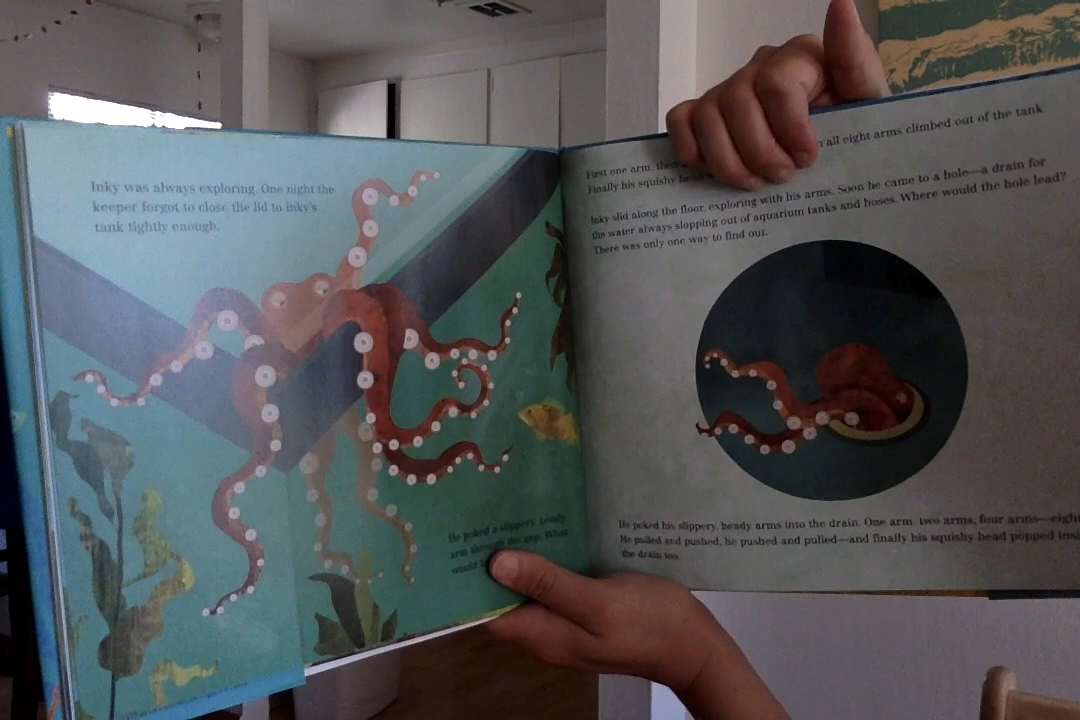 Inky was always exploring. One night the
keeper forgot to close the lid to inky's
tank tightly enough.
He poked a slippery, bendy
arm through the gap. What
would
First one arm, then all eight arms climbed out of the tank.
Finally his squishy head
Inky slid along the floor, exploring with his arms. Soon he came to a hole—a drain for
the water always slopping out of aquarium tanks and hoses. Where would the hole lead?
There was only one way to find out.
He poked his slippery, bendy arms into the drain. One arm, two arms, four arms—eight
He pulled and pushed, he pushed and pulled—and finally his squishy head popped
the drain too.